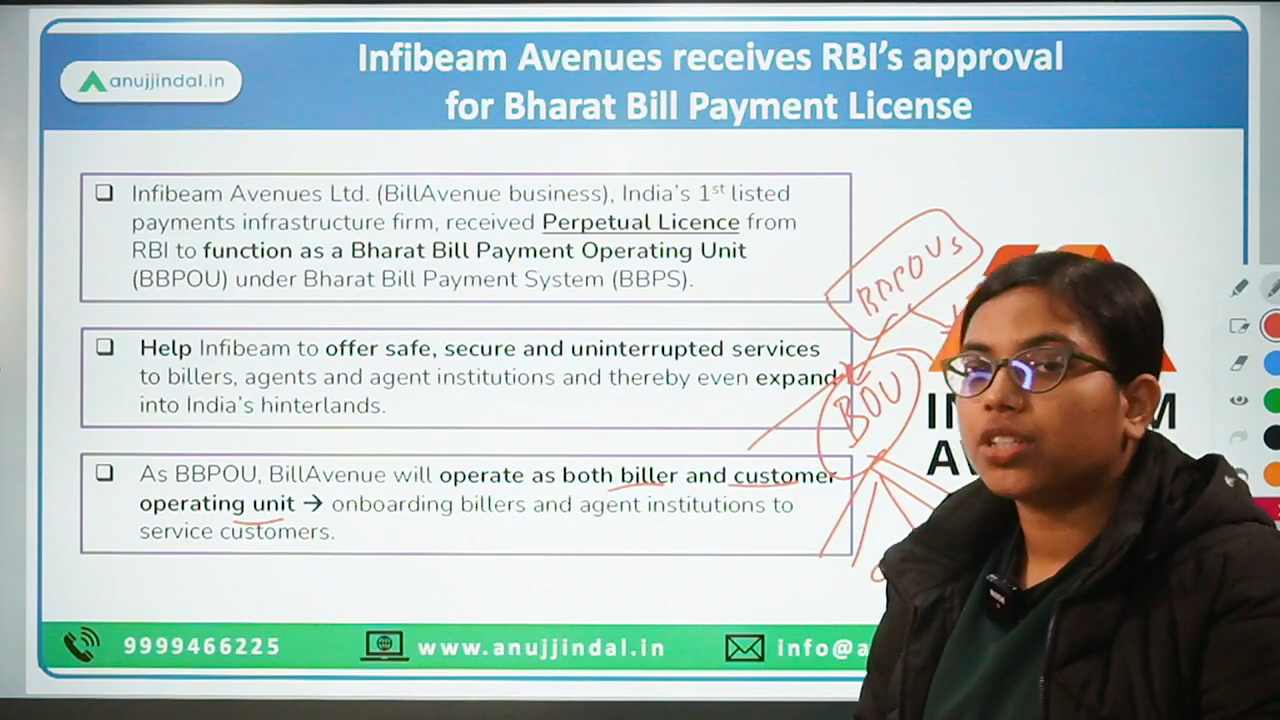 Infibeam Avenues receives RBI's approval
for Bharat Bill Payment License
anujjindal.in
❑ Infibeam Avenues Ltd. (BillAvenue business), India's 1st listed
payments infrastructure firm, received Perpetual Licence from
RBI to function as a Bharat Bill Payment Operating Unit
(BBPOU) under Bharat Bill Payment System (BBPS).
❑ Help Infibeam to offer safe, secure and uninterrupted services
to billers, agents and agent institutions and thereby even expand
into India's hinterlands.
❑ As BBPOU, BillAvenue will operate as both biller and customer
operating unit → onboarding billers and agent institutions to
service customers.
BBPOUs
BOU
9999466225
www.anujjindal.in
info@a